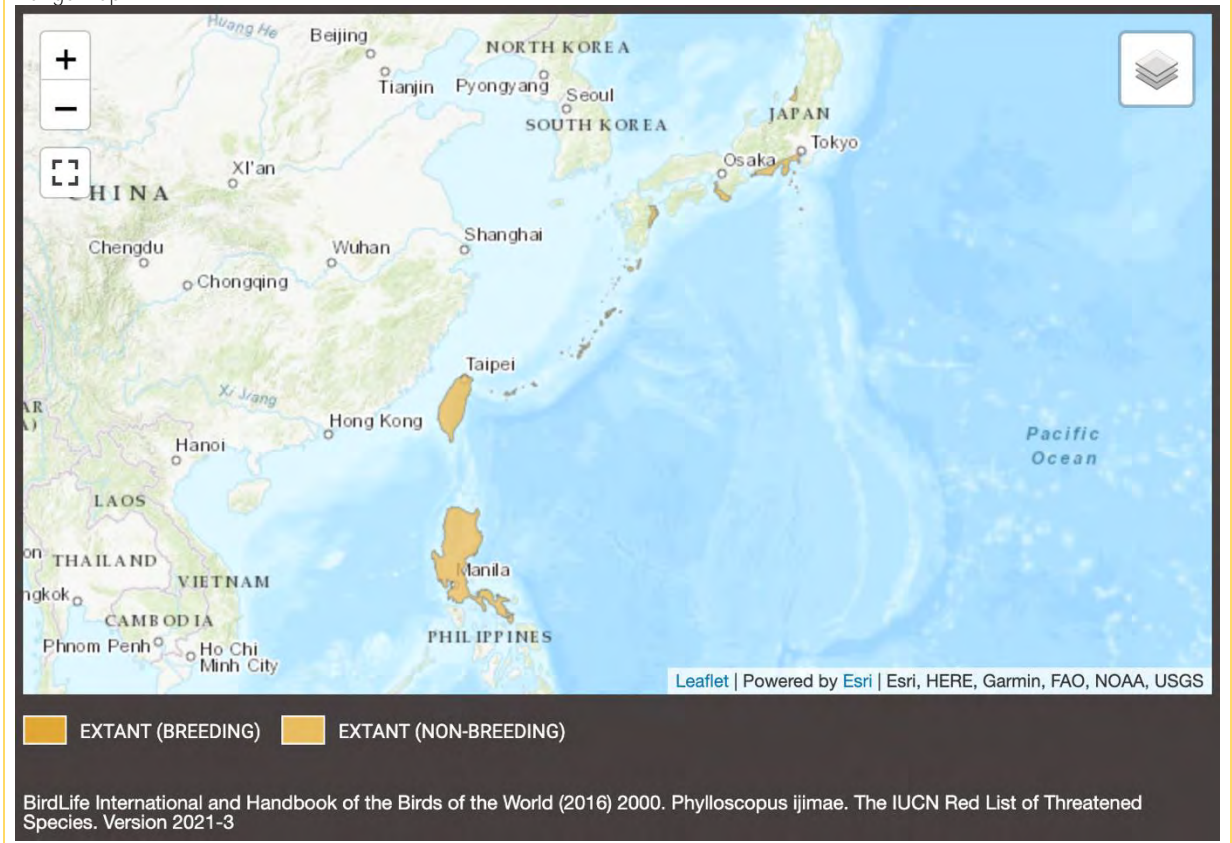 Huang He
Beijing
NORTH KOREA
Tianjin
Pyongyang
Seoul
SOUTH KOREA
JAPAN
Tokyo
Osaka
+
−
XI'an
HINA
Chengdu
Wuhan
Shanghai
Chongqing
Taipei
Xi Jiang
Hong Kong
Hanoi
Pacific
Ocean
LAOS
THAILAND
VIETNAM
Manila
ngkok
CAMBODIA
Phnom Penh
Ho Chi
Minh City
PHILIPPINES
Leaflet | Powered by Esri | Esri, HERE, Garmin, FAO, NOAA, USGS
EXTANT (BREEDING) EXTANT (NON-BREEDING)
BirdLife International and Handbook of the Birds of the World (2016) 2000. Phylloscopus ijimae. The IUCN Red List of Threatened
Species. Version 2021-3